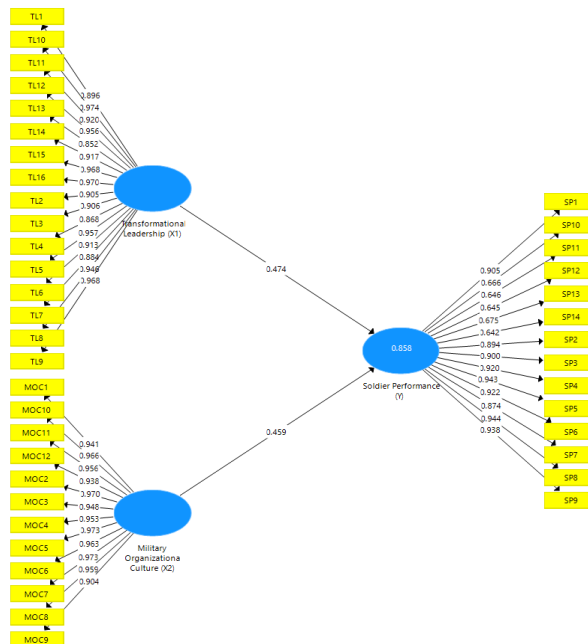 TL1
TL10
TL11
TL12
TL13
TL14
TL15
TL16
TL2
TL3
TL4
TL5
TL6
TL7
TL8
TL9
0.896
0.974
0.920
0.956
0.852
0.917
0.968
0.970
0.905
0.906
0.868
0.957
0.913
0.884
0.946
0.968
Transformational
Leadership (X1)
0.474
MOC1
MOC10
MOC11
MOC12
MOC2
MOC3
MOC4
MOC5
MOC6
MOC7
MOC8
MOC9
0.941
0.966
0.956
0.938
0.970
0.948
0.953
0.973
0.963
0.973
0.959
0.904
Military
Organizationa
Culture (X2)
0.459
0.858
Soldier Performance
(Y)
0.905
0.666
0.646
0.645
0.675
0.642
0.894
0.900
0.920
0.943
0.922
0.874
0.944
0.938
SP1
SP10
SP11
SP12
SP13
SP14
SP2
SP3
SP4
SP5
SP6
SP7
SP8
SP9